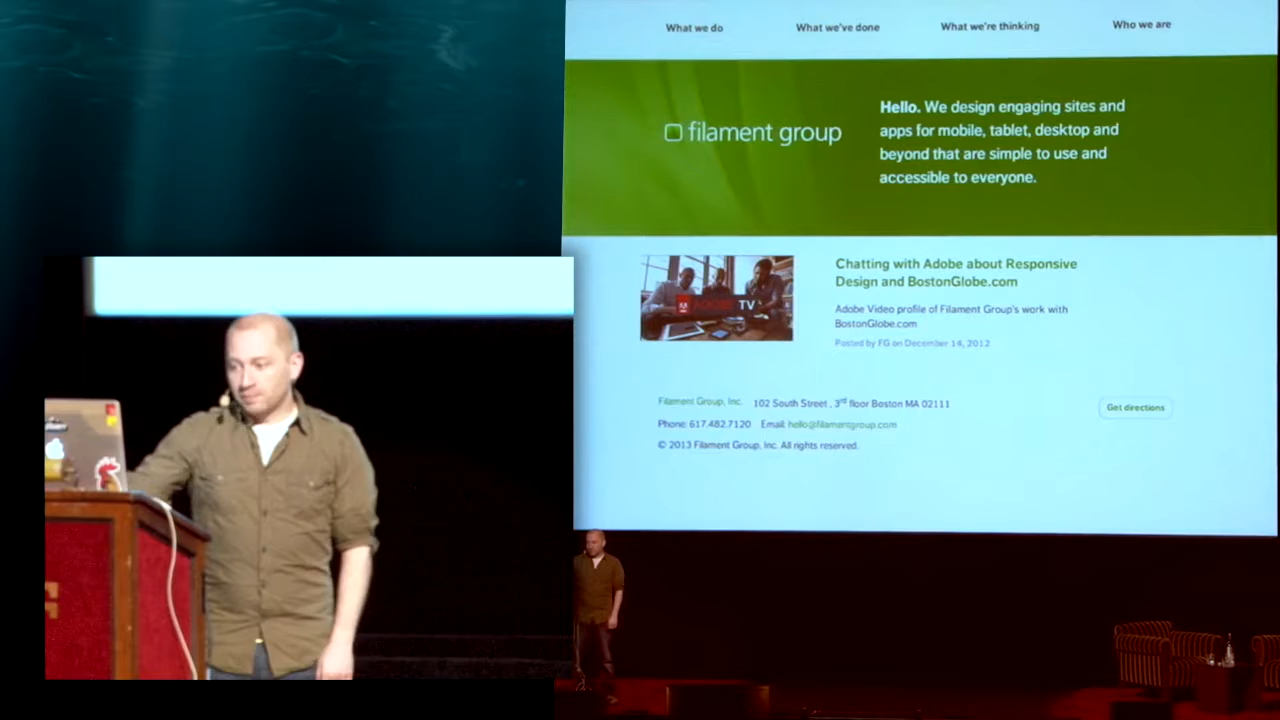 What we do
What we've done
What we're thinking
Who we are
filament group
Hello. We design engaging sites and
apps for mobile, tablet, desktop and
beyond that are simple to use and
accessible to everyone.
TV
Chatting with Adobe about Responsive
Design and BostonGlobe.com
Adobe Video profile of Filament Group's work with
BostonGlobe.com
Posted by FG on December 14, 2012
Filament Group, Inc. 102 South Street , 3rd floor Boston MA 02111
Get directions
Phone: 617.482.7120 Email: hello@filamentgroup.com
© 2013 Filament Group, Inc. All rights reserved.